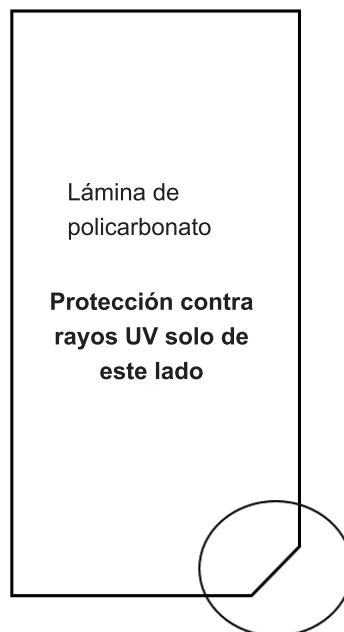 Lámina de
policarbonato
Protección contra
rayos UV solo de
este lado